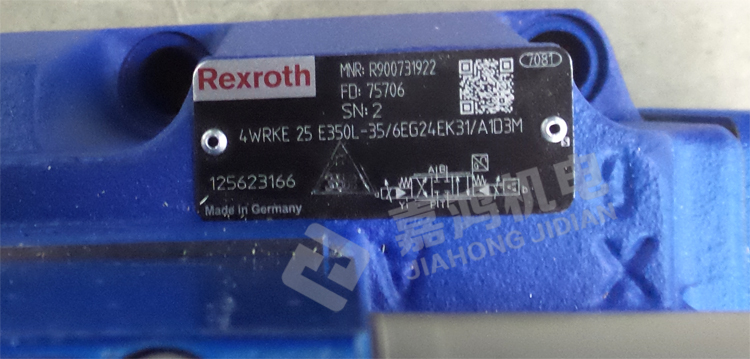 Rexroth
MNR: R900731922
7081
FD: 75706
SN: 2
4WRKE 25 E350L-35/6EG24EK31/A1D3M
125623166
A B
a
b
Y
P T
Made in Germany
嘉鸿机电
JIAHONG JIDIAN
X